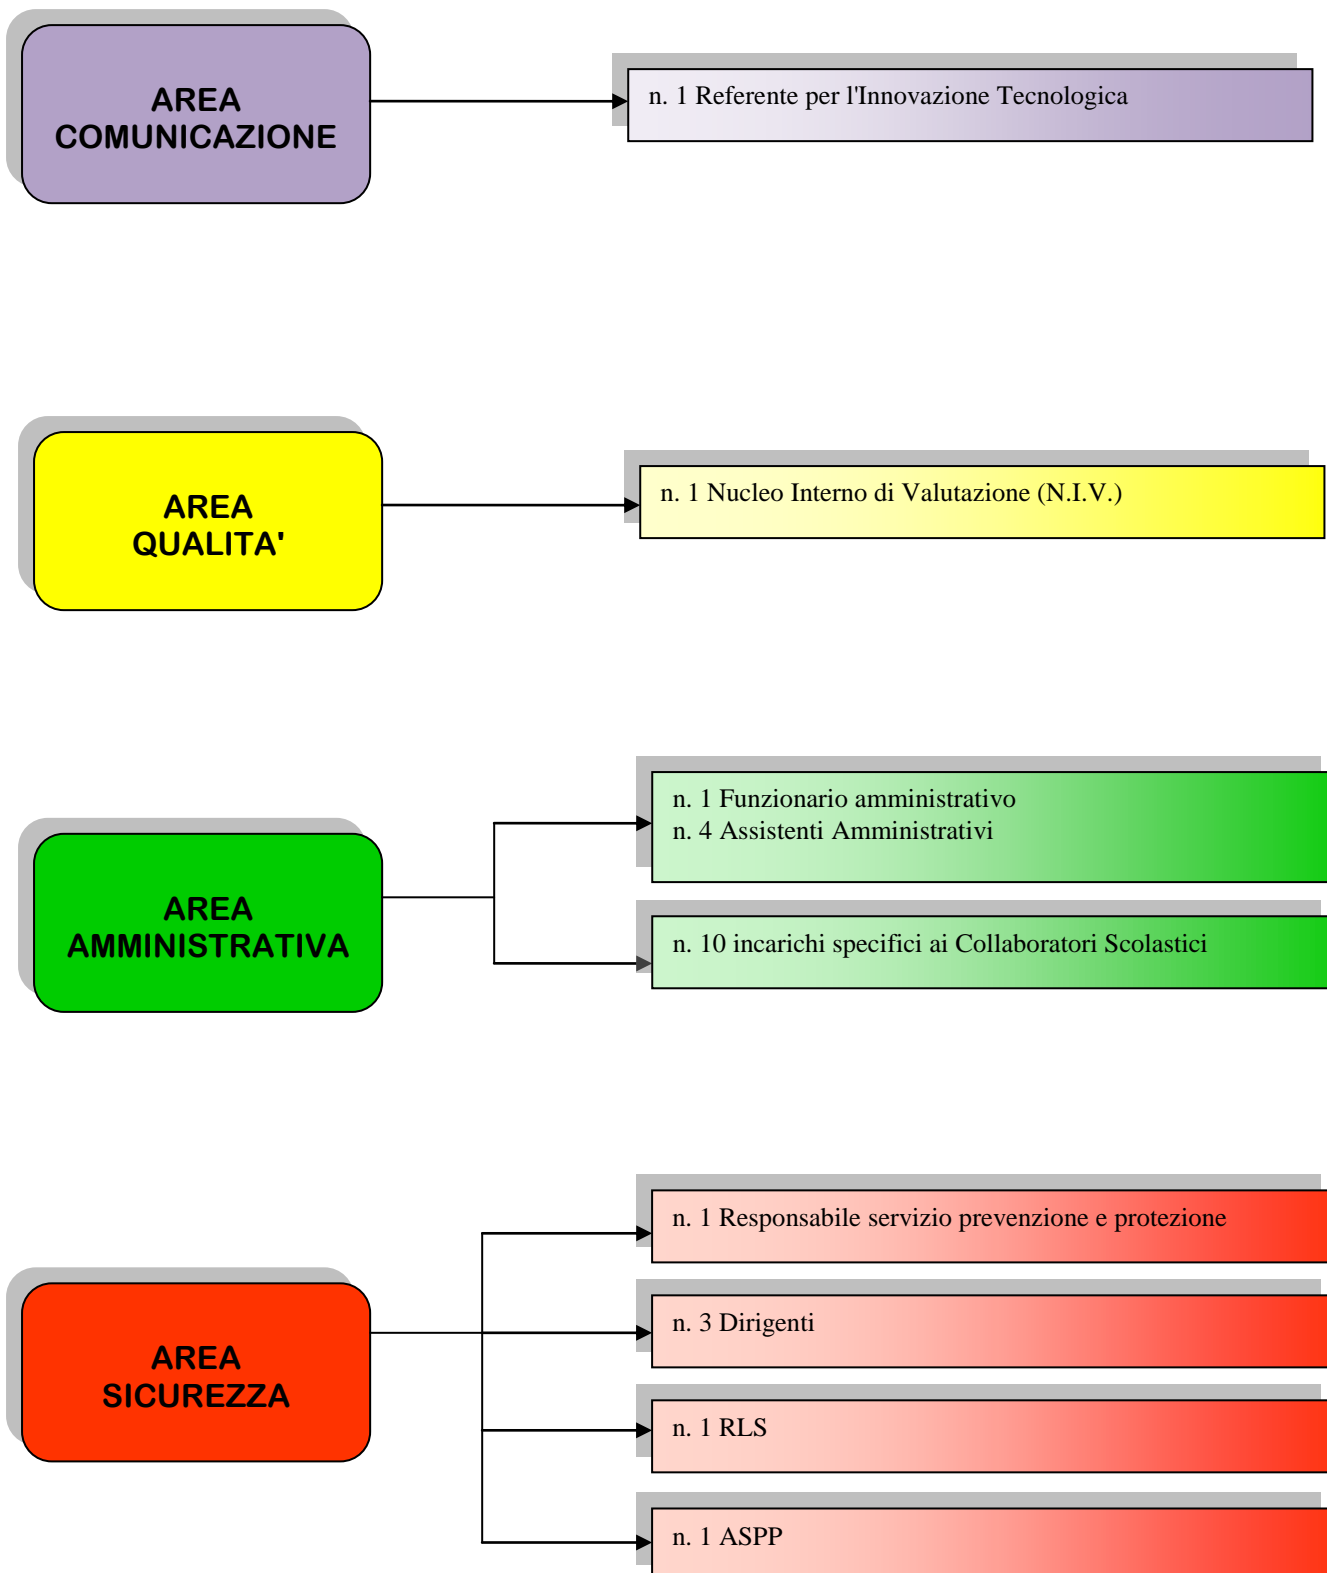 AREA
COMUNICAZIONE
n. 1 Referente per l'Innovazione Tecnologica
AREA
QUALITA'
n. 1 Nucleo Interno di Valutazione (N.I.V.)
AREA
AMMINISTRATIVA
n. 1 Funzionario amministrativo
n. 4 Assistenti Amministrativi
n. 10 incarichi specifici ai Collaboratori Scolastici
AREA
SICUREZZA
n. 1 Responsabile servizio prevenzione e protezione
n. 3 Dirigenti
n. 1 RLS
n. 1 ASPP